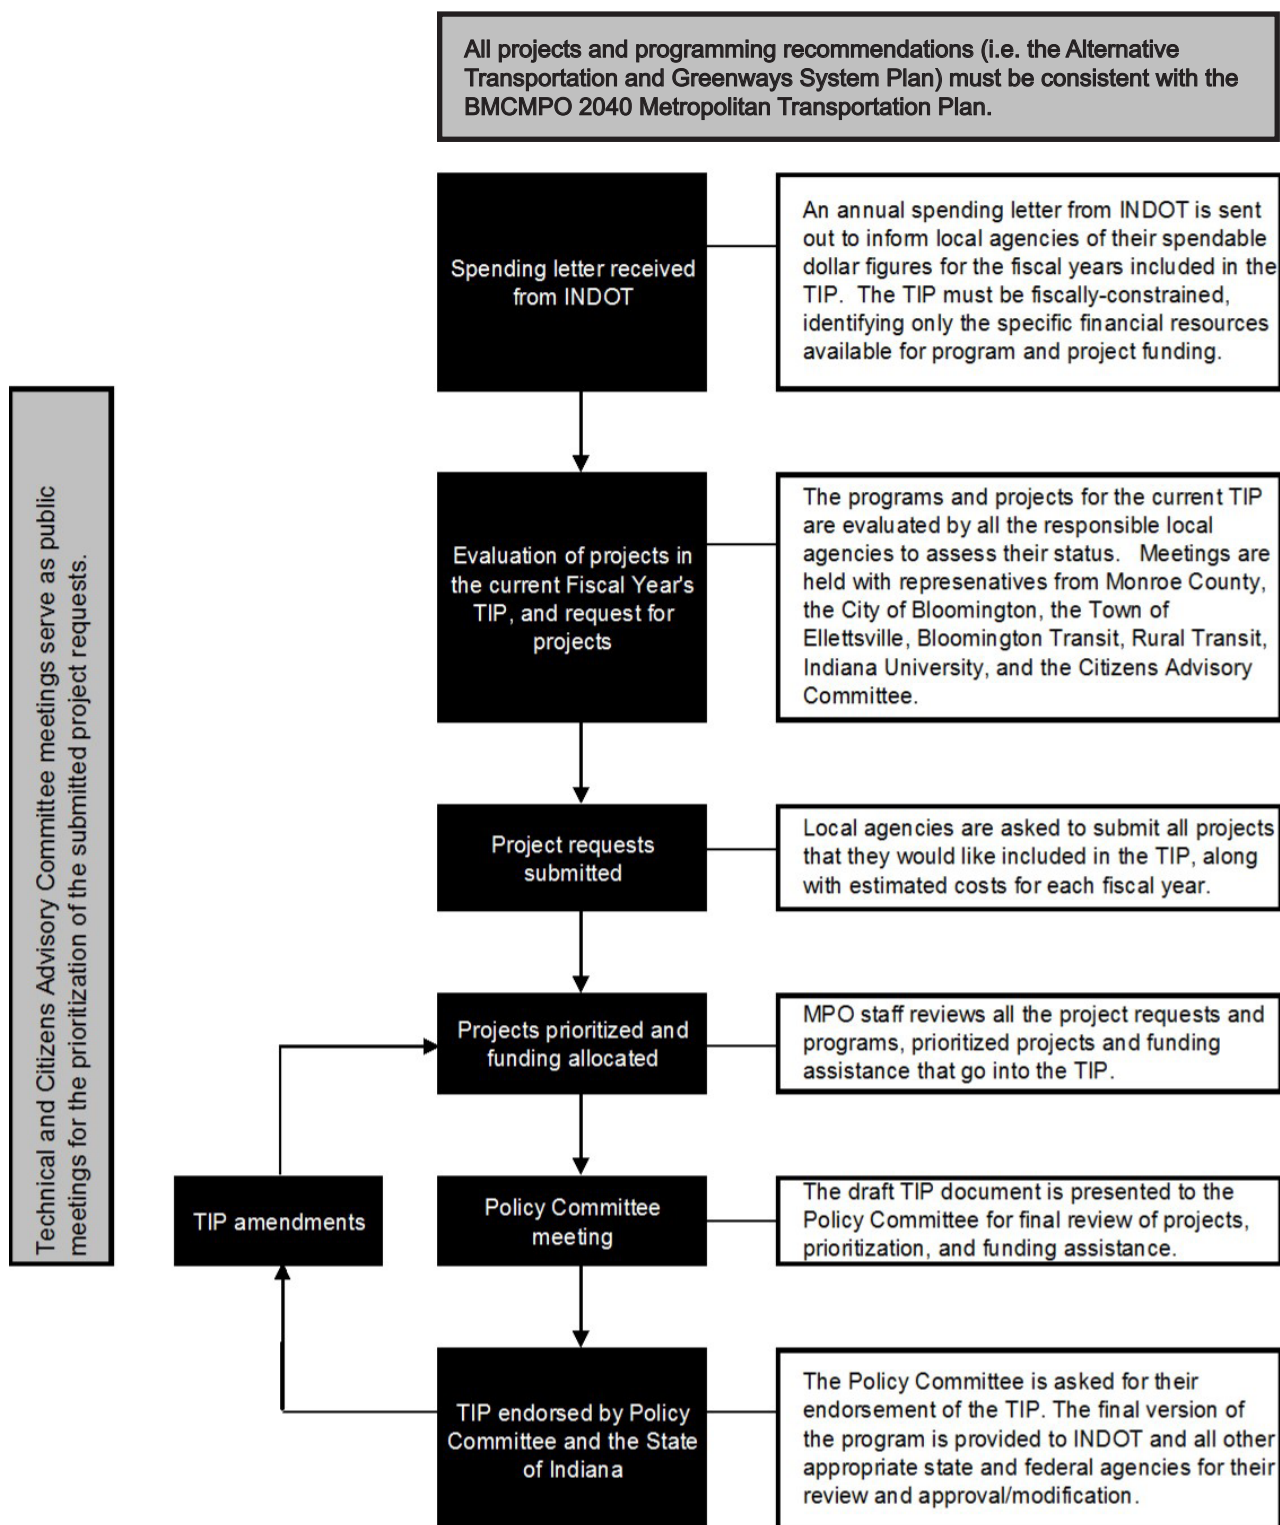 All projects and programming recommendations (i.e. the Alternative
Transportation and Greenways System Plan) must be consistent with the
BMCMPO 2040 Metropolitan Transportation Plan.
Spending letter received
from INDOT
An annual spending letter from INDOT is sent
out to inform local agencies of their spendable
dollar figures for the fiscal years included in the
TIP.  The TIP must be fiscally-constrained,
identifying only the specific financial resources
available for program and project funding.
Technical and Citizens Advisory Committee meetings serve as public
meetings for the prioritization of the submitted project requests.
Evaluation of projects in
the current Fiscal Year's
TIP, and request for
projects
The programs and projects for the current TIP
are evaluated by all the responsible local
agencies to assess their status.   Meetings are
held with represenatives from Monroe County,
the City of Bloomington, the Town of
Ellettsville, Bloomington Transit, Rural Transit,
Indiana University, and the Citizens Advisory
Committee.
Project requests
submitted
Local agencies are asked to submit all projects
that they would like included in the TIP, along
with estimated costs for each fiscal year.
Projects prioritized and
funding allocated
MPO staff reviews all the project requests and
programs, prioritized projects and funding
assistance that go into the TIP.
TIP amendments
Policy Committee
meeting
The draft TIP document is presented to the
Policy Committee for final review of projects,
prioritization, and funding assistance.
TIP endorsed by Policy
Committee and the State
of Indiana
The Policy Committee is asked for their
endorsement of the TIP. The final version of
the program is provided to INDOT and all other
appropriate state and federal agencies for their
review and approval/modification.